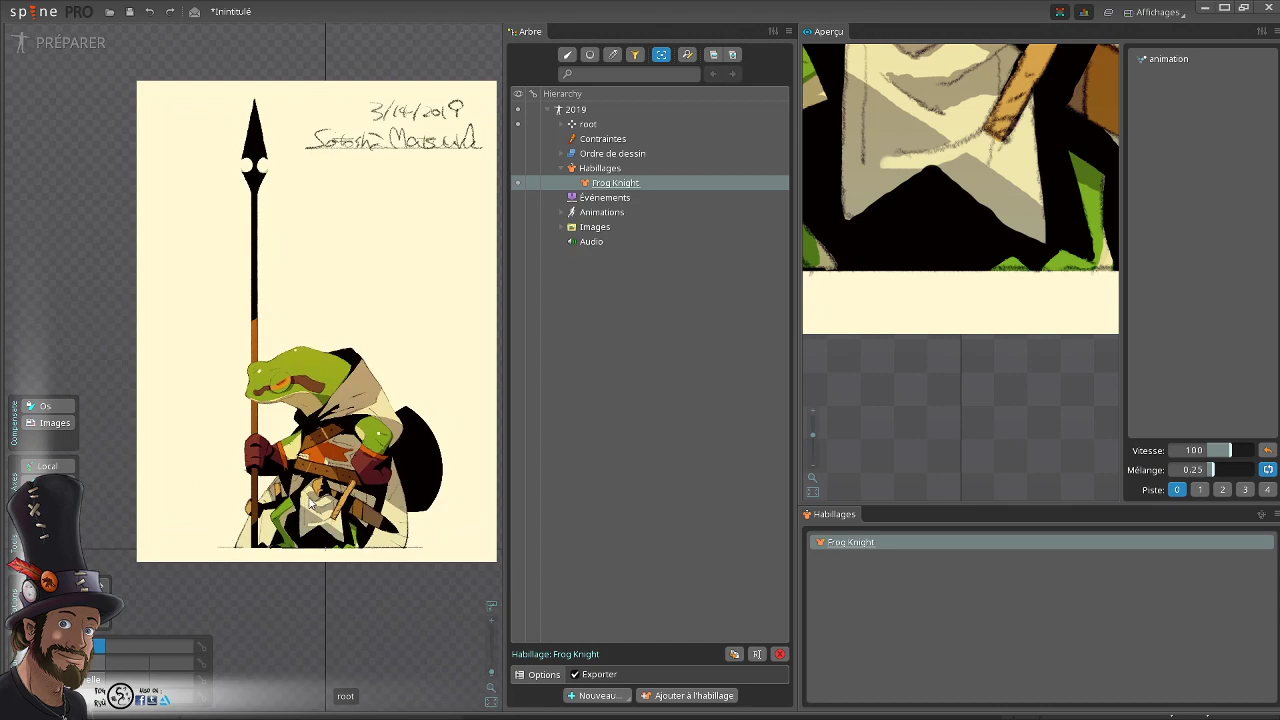 spine PRO
*Inintitulé
Affichages
PRÉPARER
3/14/2019
Os
Images
Local
root
Arbre
Hierarchy
2019
root
Contraintes
Ordre de dessin
Habillages
Frog Knight
Événements
Animations
Images
Audio
Habillage: Frog Knight
Options
Exporter
Nouveau...
Ajouter à l'habillage
Aperçu
animation
Vitesse: 100
Mélange: 0.25
Piste: 0 1 2 3 4
Habillages
Frog Knight